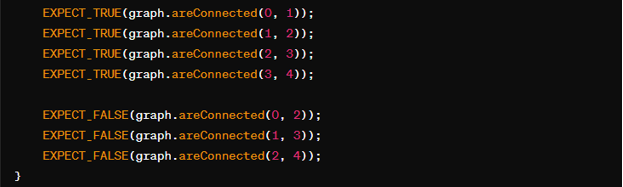 EXPECT_TRUE(graph.areConnected(0, 1));
EXPECT_TRUE(graph.areConnected(1, 2));
EXPECT_TRUE(graph.areConnected(2, 3));
EXPECT_TRUE(graph.areConnected(3, 4));
EXPECT_FALSE(graph.areConnected(0, 2));
EXPECT_FALSE(graph.areConnected(1, 3));
EXPECT_FALSE(graph.areConnected(2, 4));
}